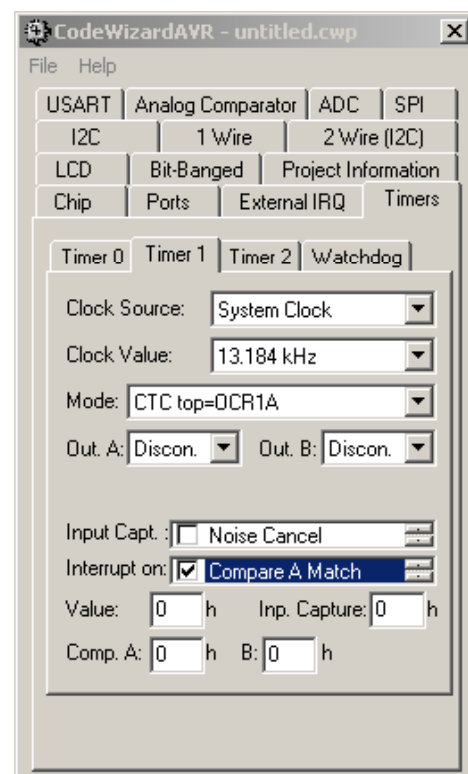 CodeWizardAVR - untitled.cwp
File Help
USART Analog Comparator ADC SPI
I2C 1 Wire 2 Wire (I2C)
LCD Bit-Banged Project Information
Chip Ports External IRQ Timers
Timer 0 Timer 1 Timer 2 Watchdog
Clock Source: System Clock
Clock Value: 13.184 kHz
Mode: CTC top=OCR1A
Out. A: Discon. Out. B: Discon.
Input Capt. : Noise Cancel
Interrupt on: Compare A Match
Value: 0 h Inp. Capture: 0 h
Comp. A: 0 h B: 0 h